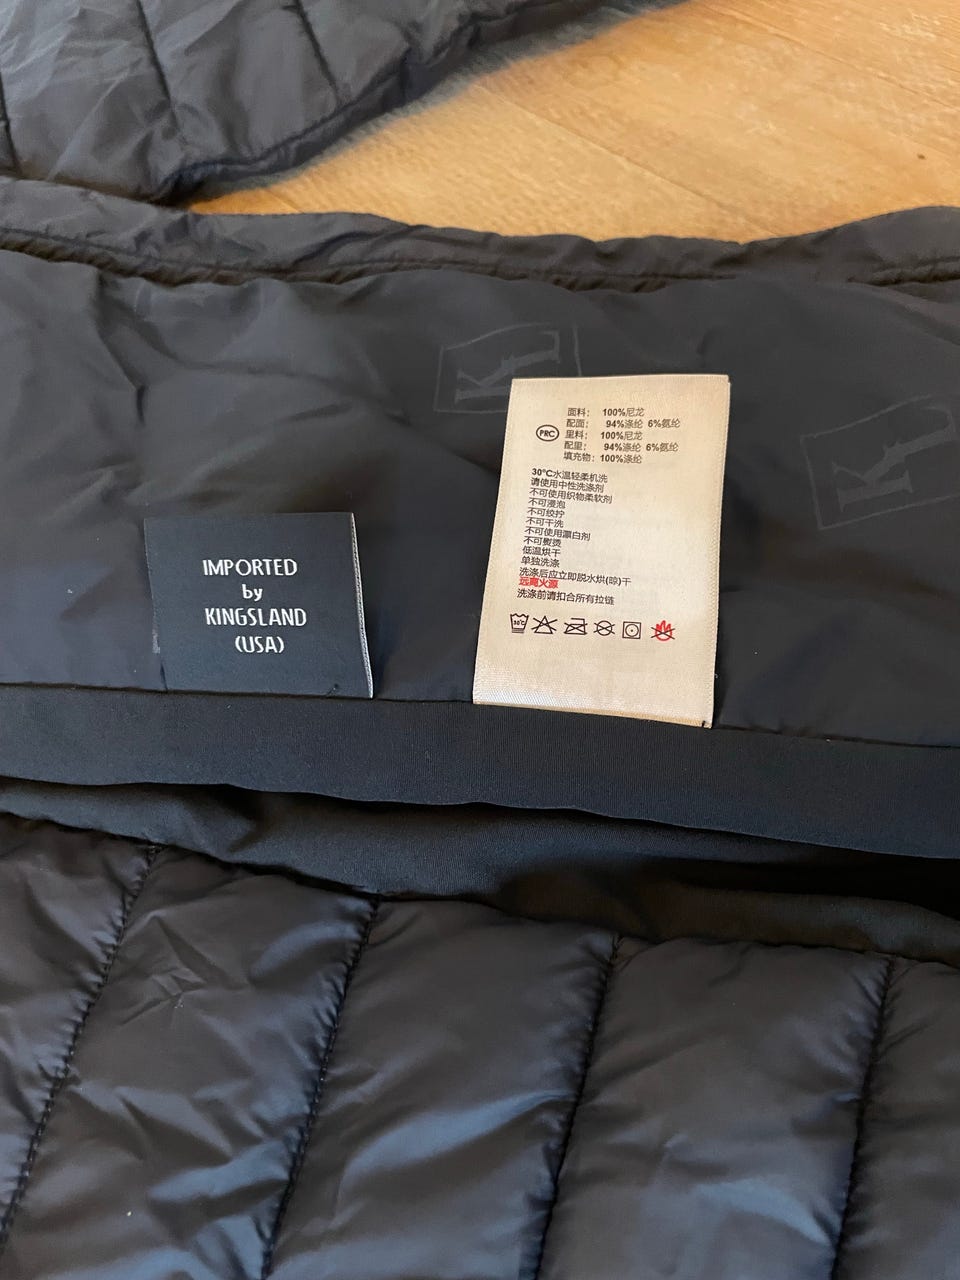 KL
KL
面料: 100%尼龙
配面: 94%涤纶 6%氨纶
PRC
里料: 100%尼龙
配里: 94%涤纶 6%氨纶
填充物: 100%涤纶
30°C水温轻柔机洗
请使用中性洗涤剂
不可使用织物柔软剂
不可浸泡
不可绞拧
不可干洗
不可使用漂白剂
不可熨烫
低温烘干
单独洗涤
洗涤后应立即脱水烘(晾)干
远离火源
洗涤前请扣合所有拉链
30°C
IMPORTED
by
KINGSLAND
(USA)